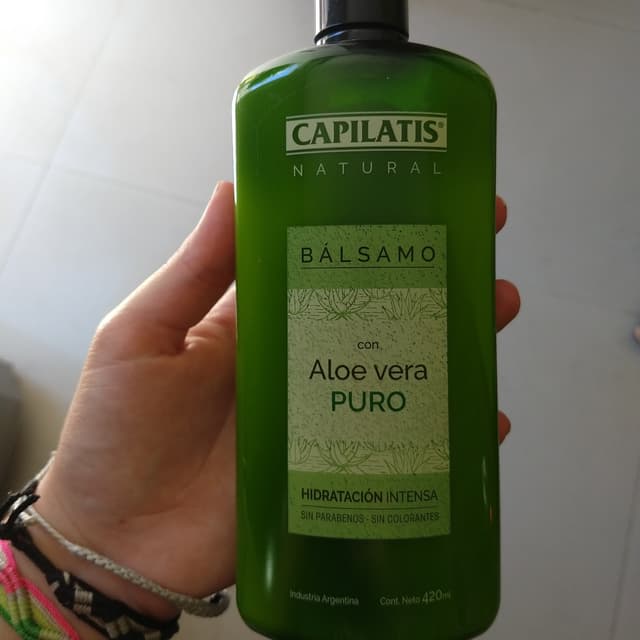 CAPILATIS®
NATURAL
BÁLSAMO
con
Aloe vera
PURO
HIDRATACIÓN INTENSA
SIN PARABENOS - SIN COLORANTES
Industria Argentina Cont. Neto 420ml